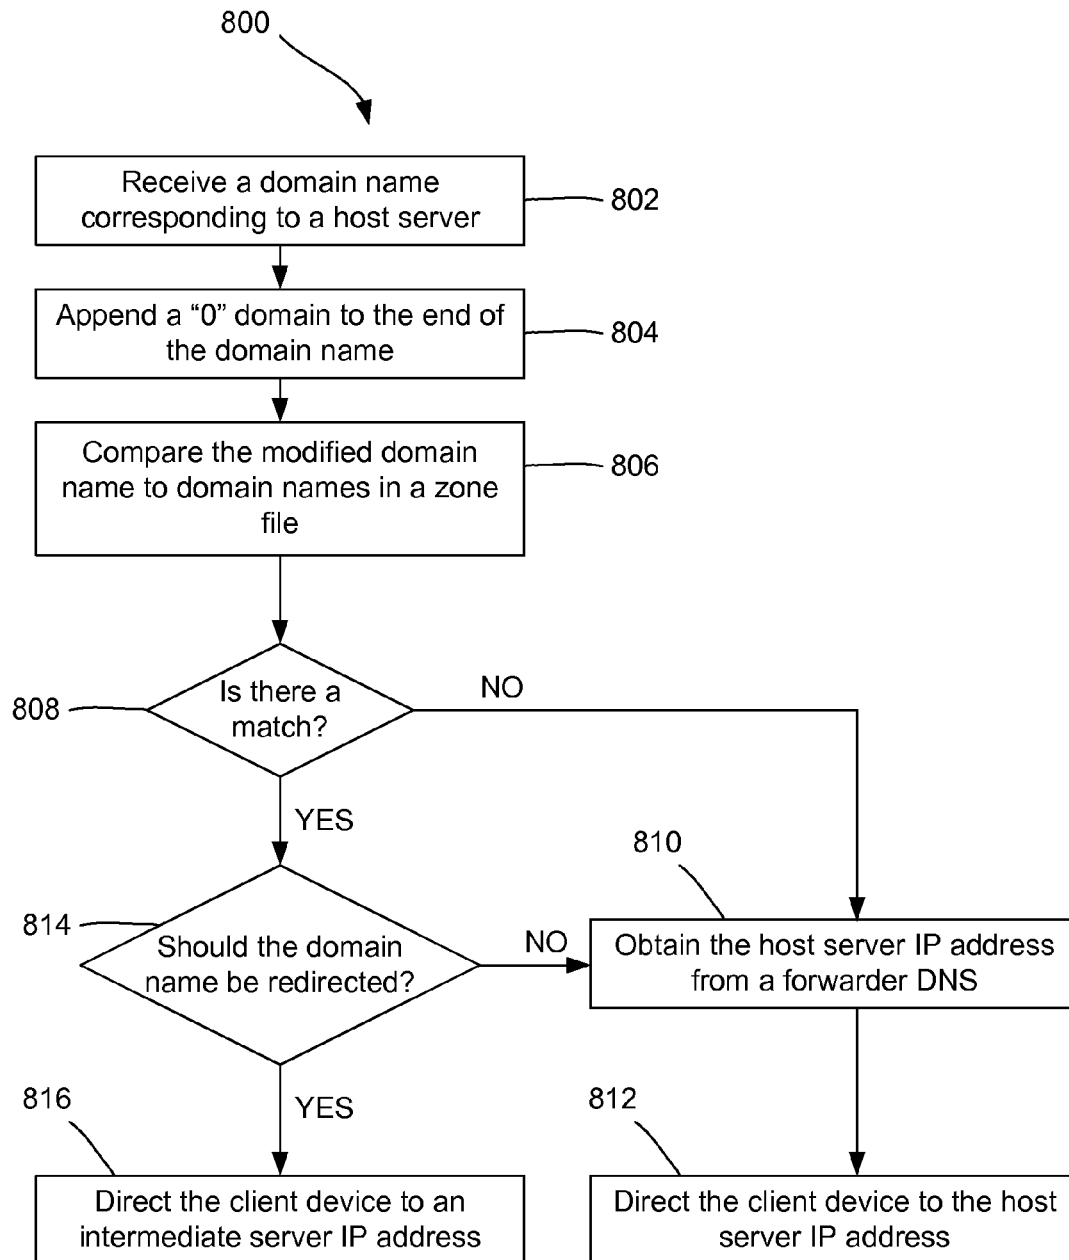 800
Receive a domain name
corresponding to a host server
802
Append a “0” domain to the end of
the domain name
804
Compare the modified domain
name to domain names in a zone
file
806
808
Is there a
match?
NO
YES
810
814
Should the domain
name be redirected?
NO
Obtain the host server IP address
from a forwarder DNS
YES
816
812
Direct the client device to an
intermediate server IP address
Direct the client device to the host
server IP address